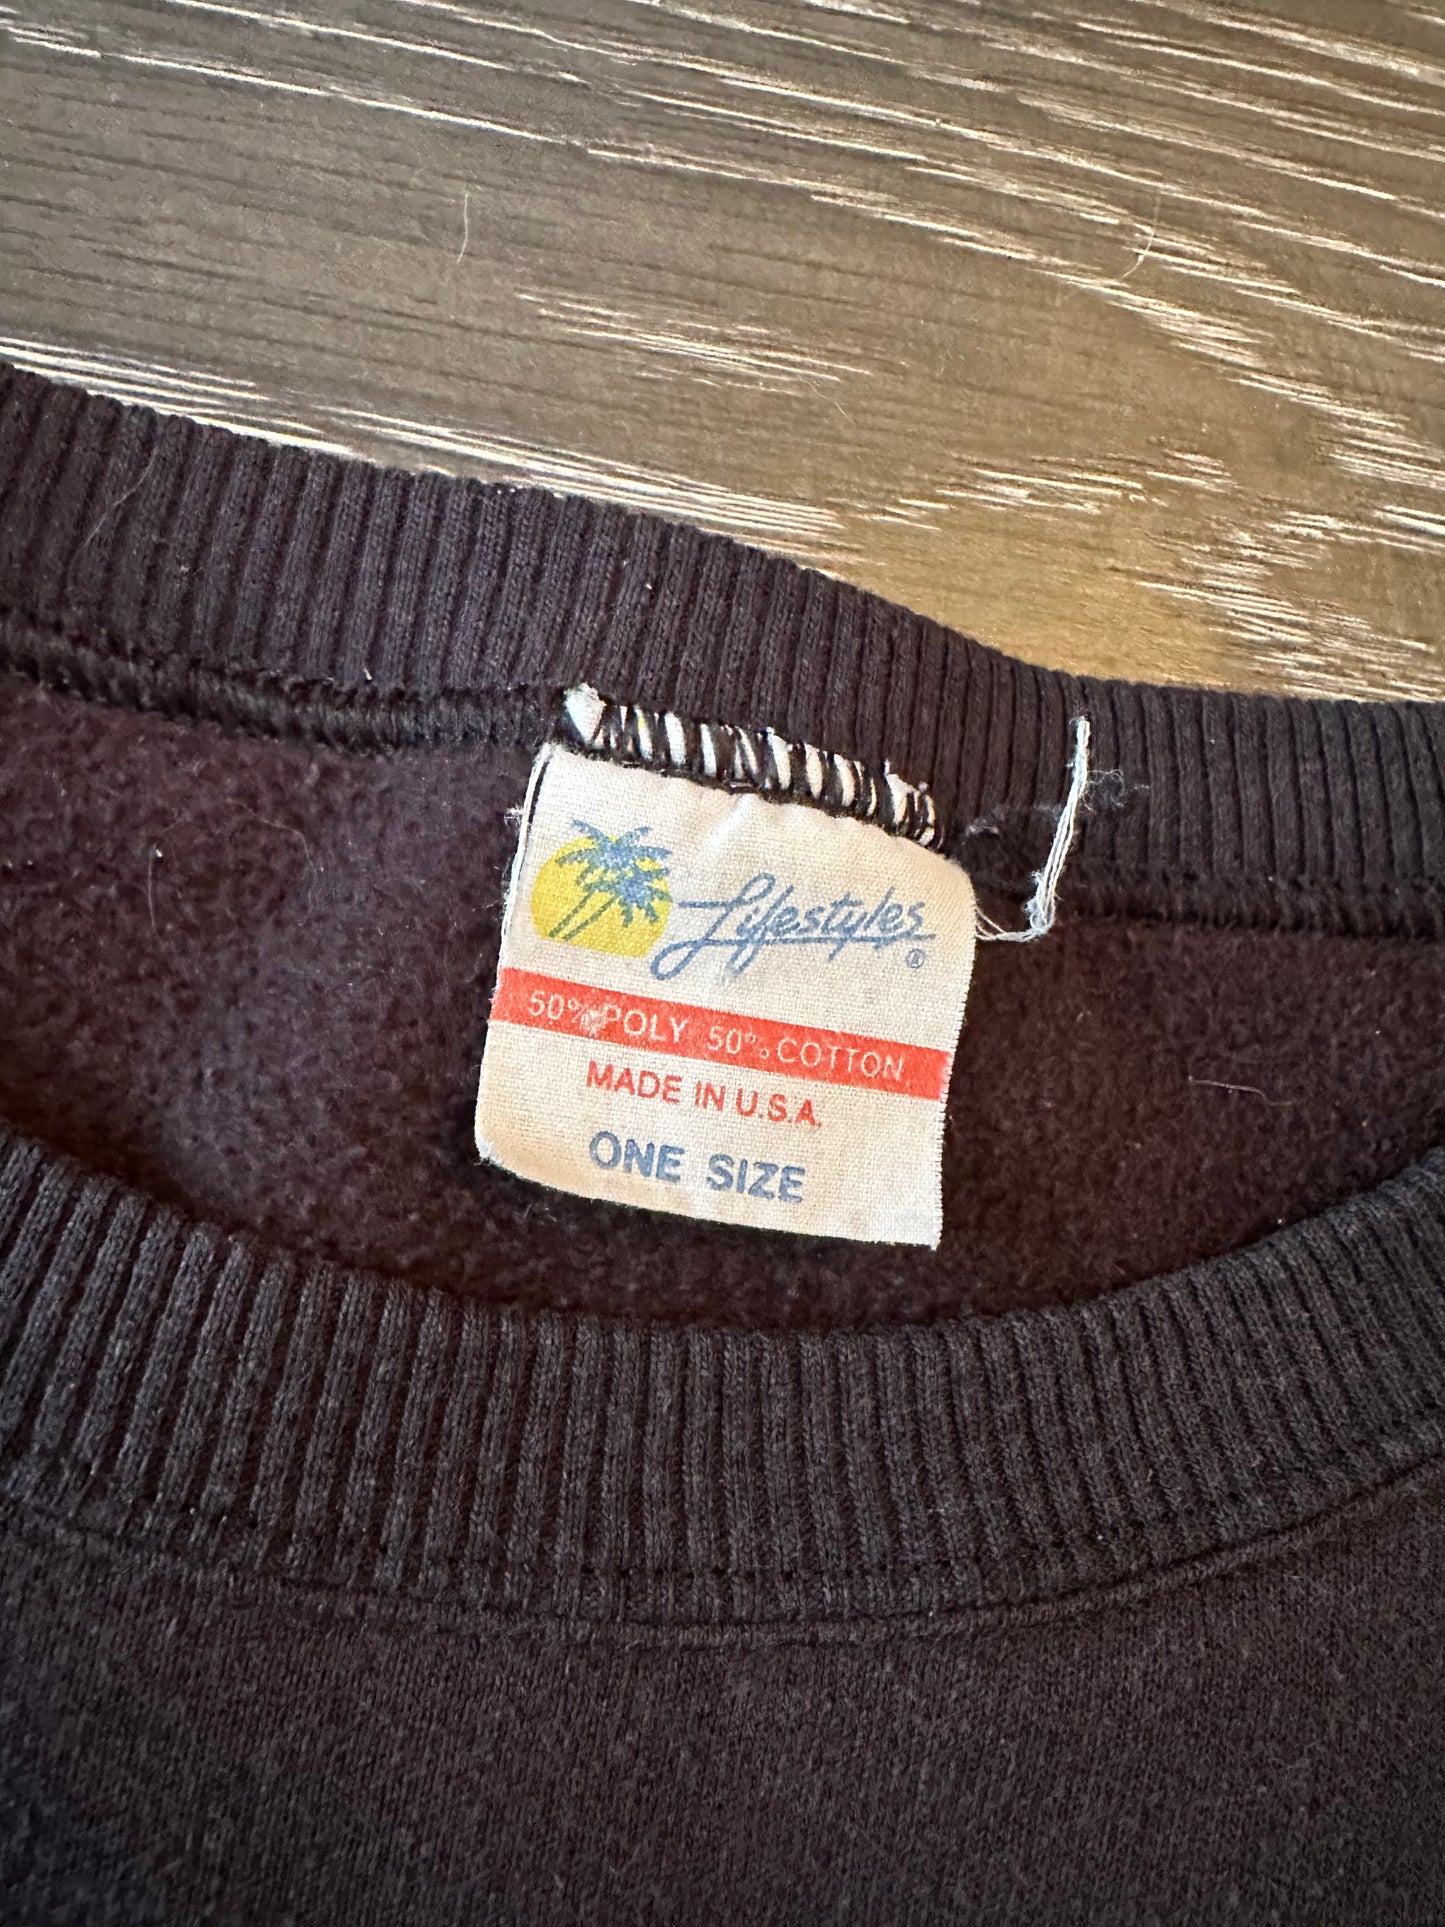 Lifestyles ®
50% POLY 50% COTTON
MADE IN U.S.A.
ONE SIZE